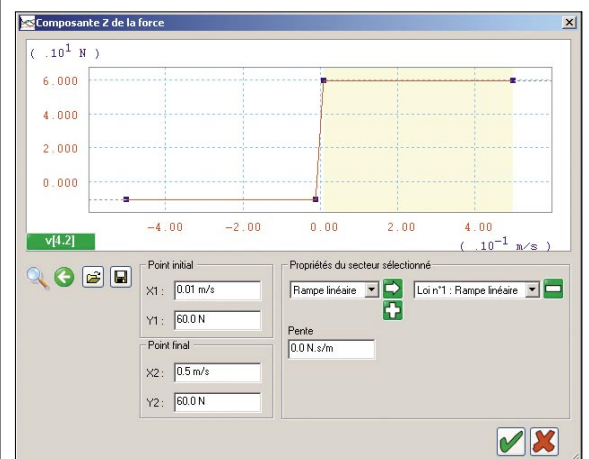 Composante Z de la force
( .10¹ N )
6.000
4.000
2.000
0.000
-4.00 -2.00 0.00 2.00 4.00
( .10⁻¹ m/s )
v[4.2]
Point initial
X1 : 0.01 m/s
Y1 : 60.0 N
Point final
X2 : 0.5 m/s
Y2 : 60.0 N
Propriétés du secteur sélectionné
Rampe linéaire Loi n°1 : Rampe linéaire
Pente
0.0 N.s/m